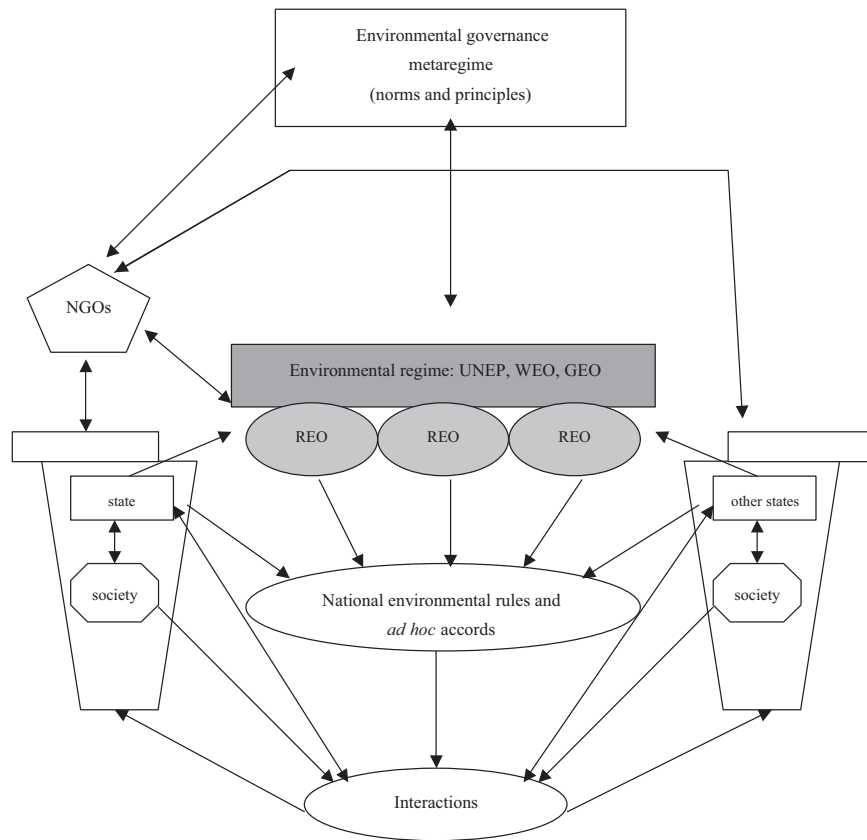 Environmental governance
metaregime
(norms and principles)
NGOs
Environmental regime: UNEP, WEO, GEO
REO
REO
REO
state
other states
society
society
National environmental rules and
ad hoc accords
Interactions